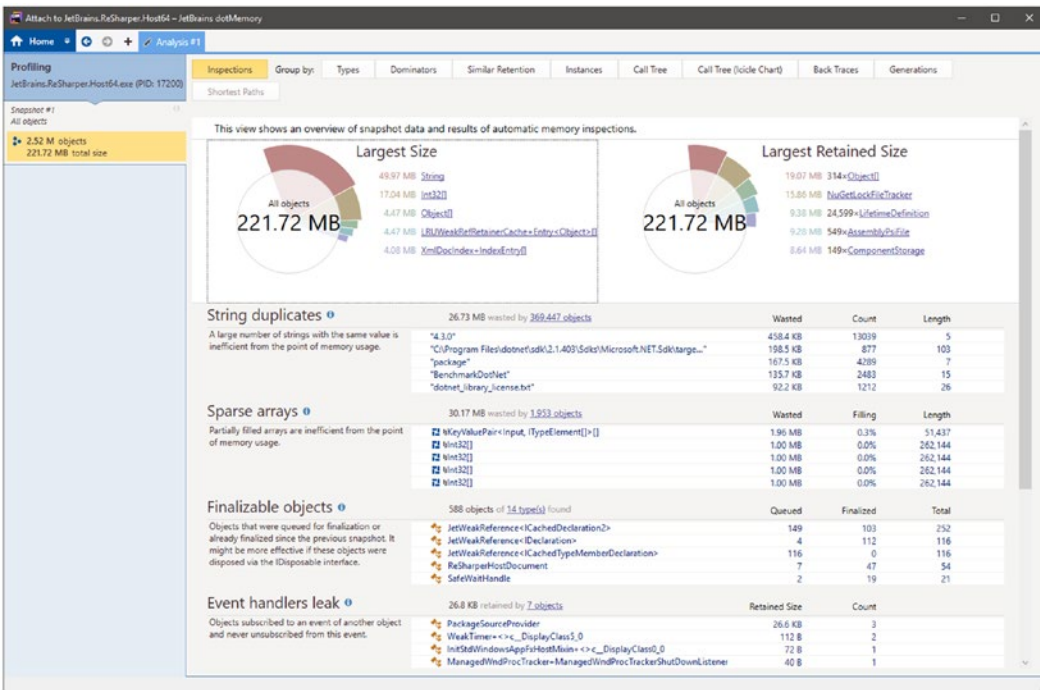 Attach to JetBrains.ReSharper.Host64 – JetBrains dotMemory
Home
Analysis #1
Profiling
JetBrains.ReSharper.Host64.exe (PID: 17200)
Snapshot #1
All objects
2.52 M objects
221.72 MB total size
Inspections Group by: Types Dominators Similar Retention Instances Call Tree Call Tree (Icicle Chart) Back Traces Generations
Shortest Paths
This view shows an overview of snapshot data and results of automatic memory inspections.
Largest Size
All objects
221.72 MB
49.97 MB String
17.04 MB Int32[]
4.47 MB Object[]
4.47 MB LRUWeakRefRetainerCache+Entry<Object>[]
4.08 MB XmlDocIndex+IndexEntry[]
Largest Retained Size
All objects
221.72 MB
19.07 MB 314×Object[]
15.86 MB NuGetLockFileTracker
9.38 MB 24,599×LifetimeDefinition
9.28 MB 549×AssemblyPsiFile
8.64 MB 149×ComponentStorage
String duplicates
26.73 MB wasted by 369,447 objects Wasted Count Length
A large number of strings with the same value is
inefficient from the point of memory usage.
"4.3.0" 458.4 KB 13039 5
"C:\Program Files\dotnet\sdk\2.1.403\Sdks\Microsoft.NET.Sdk\targe..." 198.5 KB 877 103
"package" 167.5 KB 4289 7
"BenchmarkDotNet" 135.7 KB 2483 15
"dotnet_library_license.txt" 92.2 KB 1212 26
Sparse arrays
30.17 MB wasted by 1,953 objects Wasted Filling Length
Partially filled arrays are inefficient from the point
of memory usage.
KeyValuePair<Input, ITypeElement[]>[] 1.96 MB 0.3% 51,437
Int32[] 1.00 MB 0.0% 262,144
Int32[] 1.00 MB 0.0% 262,144
Int32[] 1.00 MB 0.0% 262,144
Int32[] 1.00 MB 0.0% 262,144
Finalizable objects
588 objects of 14 type(s) found Queued Finalized Total
Objects that were queued for finalization or
already finalized since the previous snapshot. It
might be more effective if these objects were
disposed via the IDisposable interface.
JetWeakReference<ICachedDeclaration2> 149 103 252
JetWeakReference<IDeclaration> 4 112 116
JetWeakReference<ICachedTypeMemberDeclaration> 116 0 116
ReSharperHostDocument 7 47 54
SafeWaitHandle 2 19 21
Event handlers leak
26.8 KB retained by 7 objects Retained Size Count
Objects subscribed to an event of another object
and never unsubscribed from this event.
PackageSourceProvider 26.6 KB 3
WeakTimer+<>c__DisplayClass5_0 112 B 2
InitStdWindowsAppFxHostMixin+<>c__DisplayClass0_0 72 B 1
ManagedWndProcTracker+ManagedWndProcTrackerShutDownListener 40 B 1